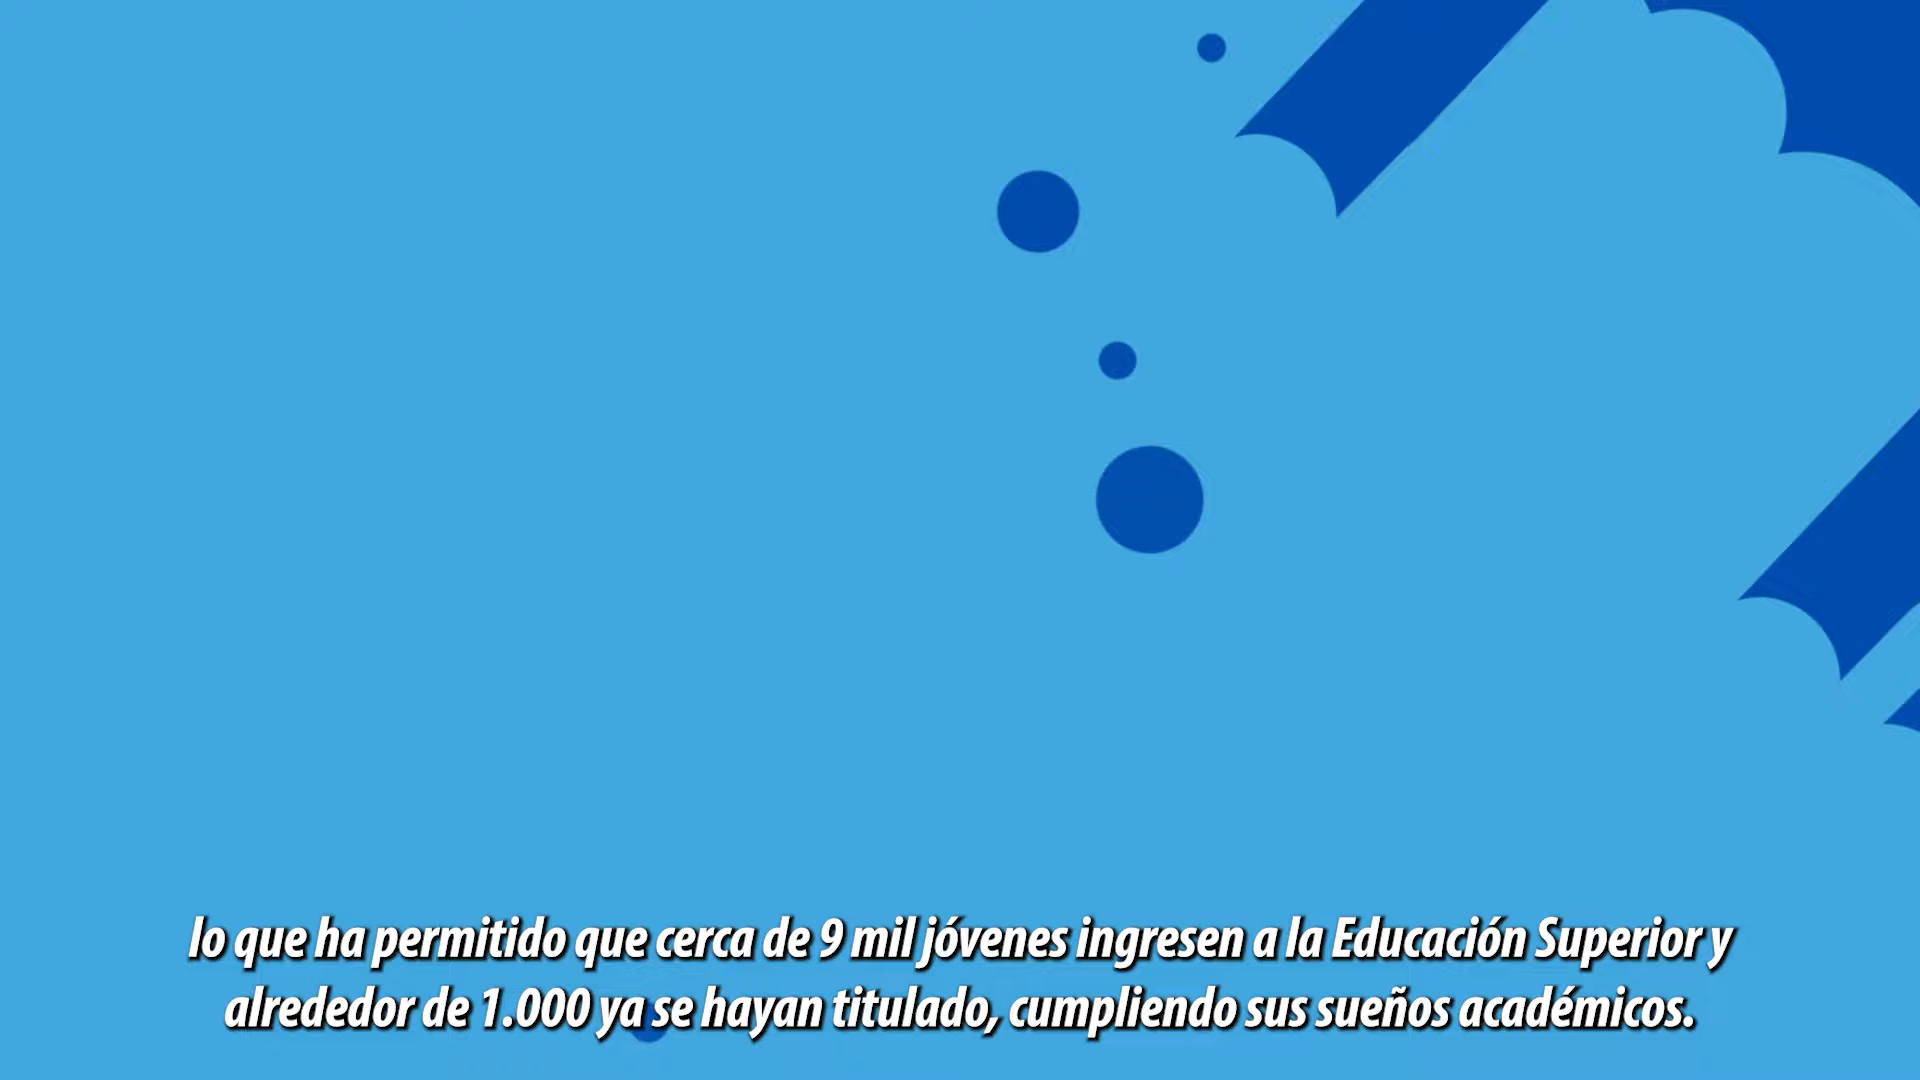 lo que ha permitido que cerca de 9 mil jóvenes ingresen a la Educación Superior y
alrededor de 1.000 ya se hayan titulado, cumpliendo sus sueños académicos.